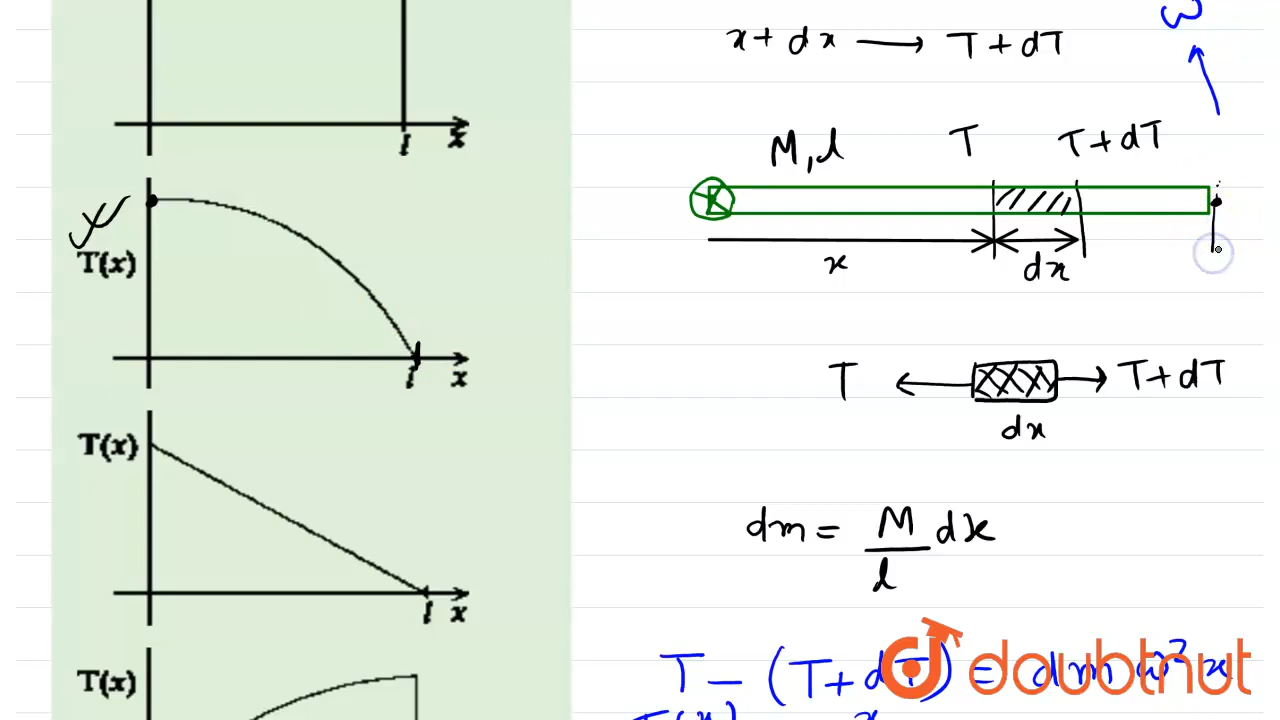 l x
T(x)
l x
T(x)
l x
T(x)
x + dx → T + dT
ω
M, l T T + dT
x dx
T T + dT
dx
dm = M/l dx
T - (T + dT) = dm ω² x
doubtnut
T(x) x